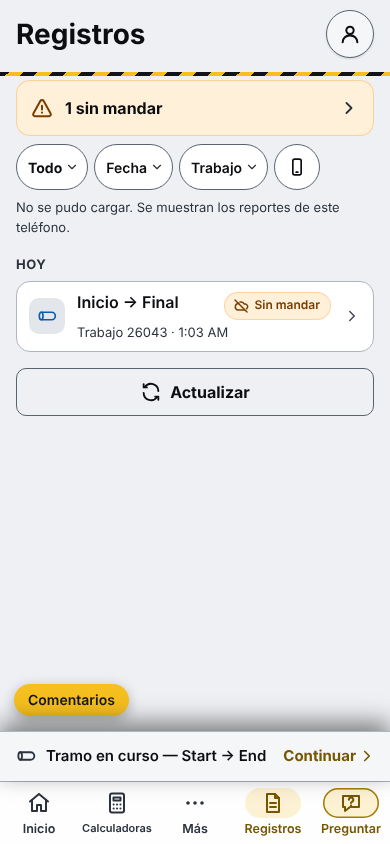 Registros
1 sin mandar
Todo
Fecha
Trabajo
No se pudo cargar. Se muestran los reportes de este
teléfono.
HOY
Inicio → Final
Sin mandar
Trabajo 26043 · 1:03 AM
Actualizar
Comentarios
Tramo en curso — Start → End
Continuar
Inicio
Calculadoras
Más
Registros
Preguntar